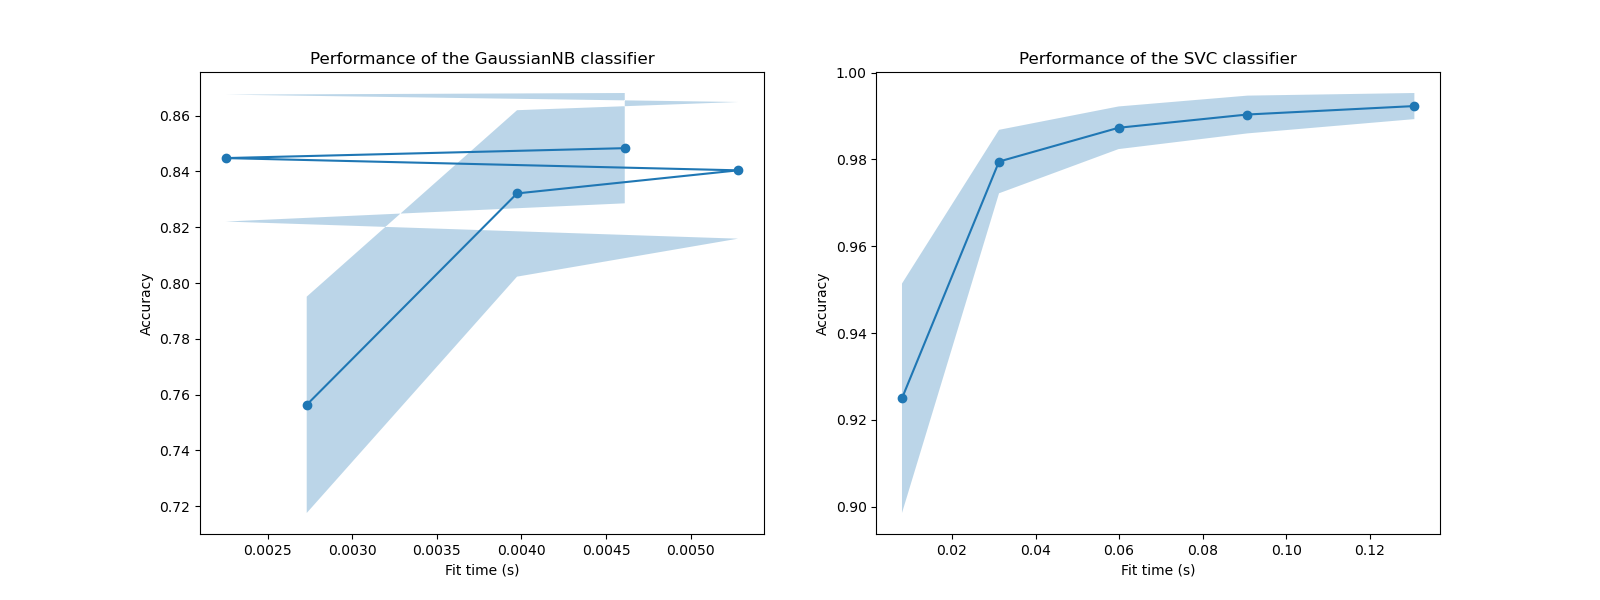 Performance of the GaussianNB classifier
Accuracy
0.86
0.84
0.82
0.80
0.78
0.76
0.74
0.72
0.0025 0.0030 0.0035 0.0040 0.0045 0.0050
Fit time (s)
Performance of the SVC classifier
Accuracy
1.00
0.98
0.96
0.94
0.92
0.90
0.02 0.04 0.06 0.08 0.10 0.12
Fit time (s)